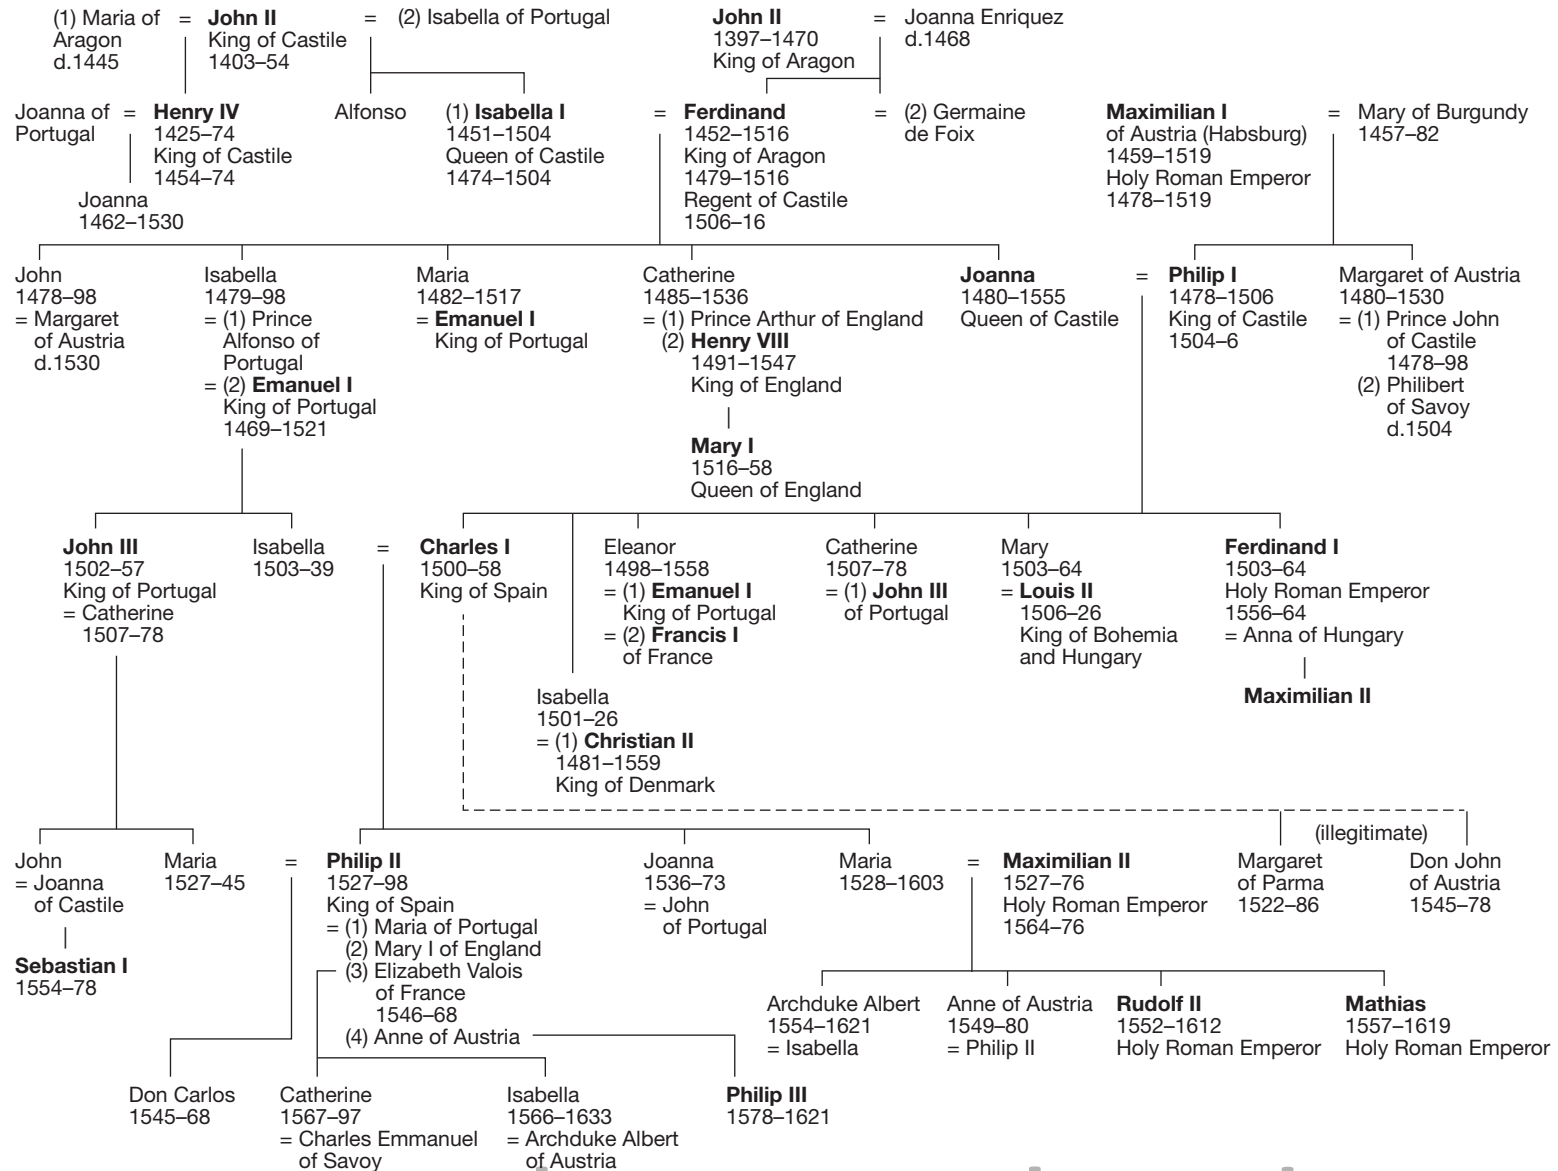 (1) Maria of
Aragon
d.1445
=
John II
King of Castile
1403–54
=
(2) Isabella of Portugal
John II
1397–1470
King of Aragon
=
Joanna Enriquez
d.1468
Joanna of
Portugal
=
Henry IV
1425–74
King of Castile
1454–74
Alfonso
(1) Isabella I
1451–1504
Queen of Castile
1474–1504
=
Ferdinand
1452–1516
King of Aragon
1479–1516
Regent of Castile
1506–16
=
(2) Germaine
de Foix
Maximilian I
of Austria (Habsburg)
1459–1519
Holy Roman Emperor
1478–1519
=
Mary of Burgundy
1457–82
Joanna
1462–1530
John
1478–98
= Margaret
of Austria
d.1530
Isabella
1479–98
= (1) Prince
Alfonso of
Portugal
= (2) Emanuel I
King of Portugal
1469–1521
Maria
1482–1517
= Emanuel I
King of Portugal
Catherine
1485–1536
= (1) Prince Arthur of England
(2) Henry VIII
1491–1547
King of England
Mary I
1516–58
Queen of England
Joanna
1480–1555
Queen of Castile
=
Philip I
1478–1506
King of Castile
1504–6
Margaret of Austria
1480–1530
= (1) Prince John
of Castile
1478–98
(2) Philibert
of Savoy
d.1504
John III
1502–57
King of Portugal
= Catherine
1507–78
Isabella
1503–39
=
Charles I
1500–58
King of Spain
Eleanor
1498–1558
= (1) Emanuel I
King of Portugal
= (2) Francis I
of France
Catherine
1507–78
= (1) John III
of Portugal
Mary
1503–64
= Louis II
1506–26
King of Bohemia
and Hungary
Ferdinand I
1503–64
Holy Roman Emperor
1556–64
= Anna of Hungary
Maximilian II
Isabella
1501–26
= (1) Christian II
1481–1559
King of Denmark
(illegitimate)
John
= Joanna
of Castile
Sebastian I
1554–78
Maria
1527–45
=
Philip II
1527–98
King of Spain
= (1) Maria of Portugal
(2) Mary I of England
(3) Elizabeth Valois
of France
1546–68
(4) Anne of Austria
Joanna
1536–73
= John
of Portugal
Maria
1528–1603
=
Maximilian II
1527–76
Holy Roman Emperor
1564–76
Margaret
of Parma
1522–86
Don John
of Austria
1545–78
Archduke Albert
1554–1621
= Isabella
Anne of Austria
1549–80
= Philip II
Rudolf II
1552–1612
Holy Roman Emperor
Mathias
1557–1619
Holy Roman Emperor
Don Carlos
1545–68
Catherine
1567–97
= Charles Emmanuel
of Savoy
Isabella
1566–1633
= Archduke Albert
of Austria
Philip III
1578–1621